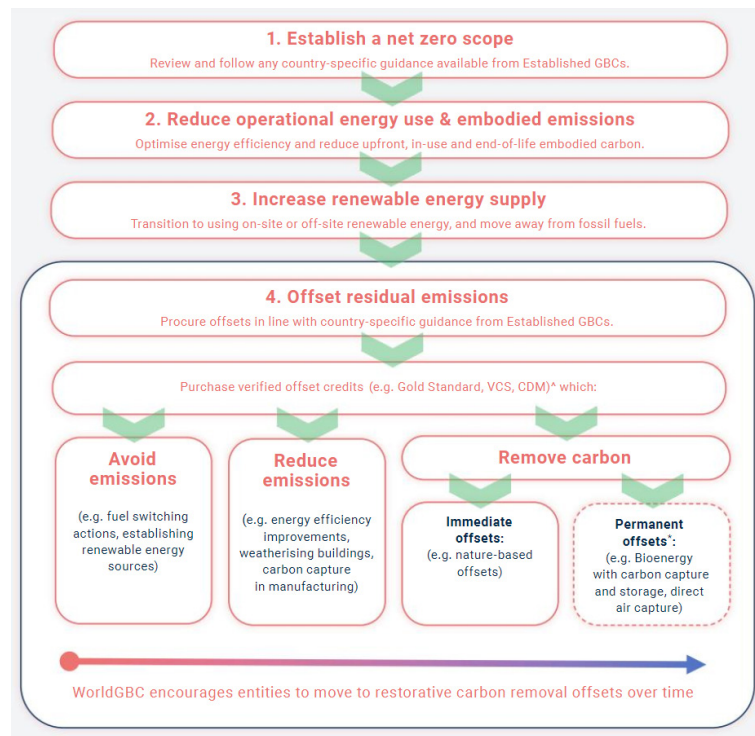 1. Establish a net zero scope
Review and follow any country-specific guidance available from Established GBCs.
2. Reduce operational energy use & embodied emissions
Optimise energy efficiency and reduce upfront, in-use and end-of-life embodied carbon.
3. Increase renewable energy supply
Transition to using on-site or off-site renewable energy, and move away from fossil fuels.
4. Offset residual emissions
Procure offsets in line with country-specific guidance from Established GBCs.
Purchase verified offset credits (e.g. Gold Standard, VCS, CDM)^ which:
Avoid
emissions
(e.g. fuel switching
actions, establishing
renewable energy
sources)
Reduce
emissions
(e.g. energy efficiency
improvements,
weatherising buildings,
carbon capture
in manufacturing)
Remove carbon
Immediate
offsets:
(e.g. nature-based
offsets)
Permanent
offsets*:
(e.g. Bioenergy
with carbon capture
and storage, direct
air capture)
WorldGBC encourages entities to move to restorative carbon removal offsets over time